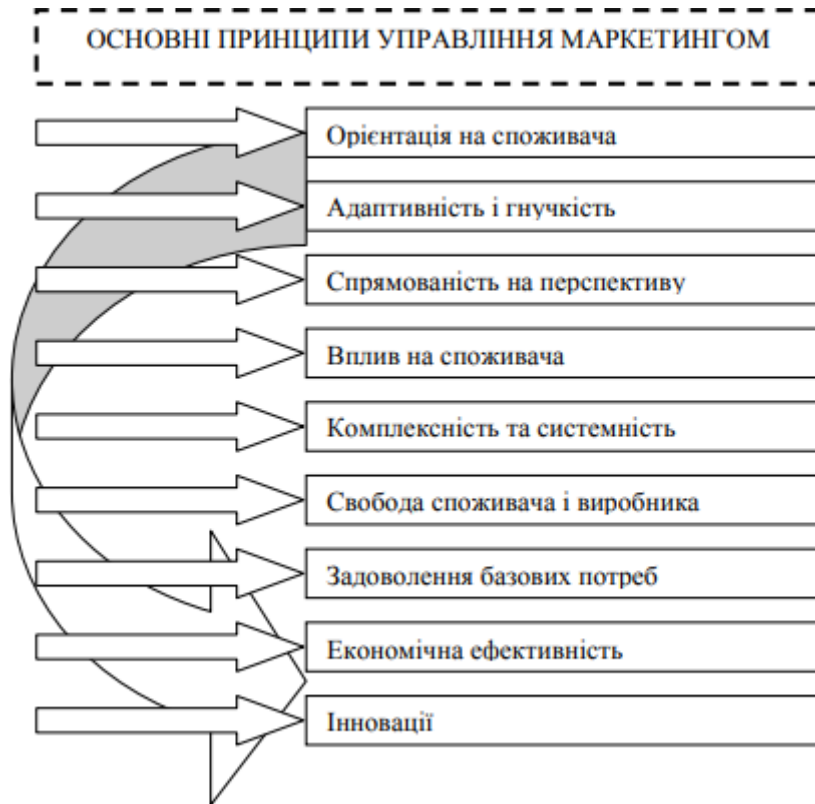 ОСНОВНІ ПРИНЦИПИ УПРАВЛІННЯ МАРКЕТИНГОМ
Орієнтація на споживача
Адаптивність і гнучкість
Спрямованість на перспективу
Вплив на споживача
Комплексність та системність
Свобода споживача і виробника
Задоволення базових потреб
Економічна ефективність
Інновації